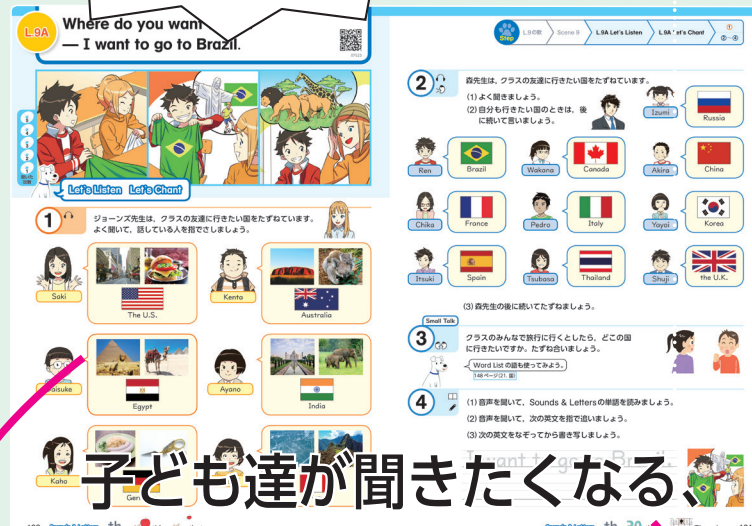 L.9A
Where do you want
— I want to go to Brazil.
Let's Listen Let's Chant
1
ジョーンズ先生は，クラスの友達に行きたい国をたずねています。
よく聞いて，話している人を指でさしましょう。
Saki
The U.S.
Kenta
Australia
Daisuke
Egypt
Ayano
India
Kaho
Step
L.9の歌
Scene 9
L.9A Let's Listen
2
森先生は，クラスの友達に行きたい国をたずねています。
(1) よく聞きましょう。
(2) 自分も行きたい国のときは，後
に続いて言いましょう。
Izumi
Russia
Ren
Brazil
Wakana
Canada
Akira
China
Chika
France
Pedro
Italy
Yayoi
Korea
Itsuki
Spain
Tsubasa
Thailand
Shuji
the U.K.
(3) 森先生の後に続いてたずねましょう。
Small Talk
3
クラスのみんなで旅行に行くとしたら，どこの国
に行きたいですか。たずね合いましょう。
Word List の語も使ってみよう。
4
(1) 音声を聞いて，Sounds & Lettersの単語を読みましょう。
(2) 音声を聞いて，次の英文を指で追いましょう。
(3) 次の英文をなぞってから書き写しましょう。
I want to go to Brazil.
子ども達が聞きたくなる、